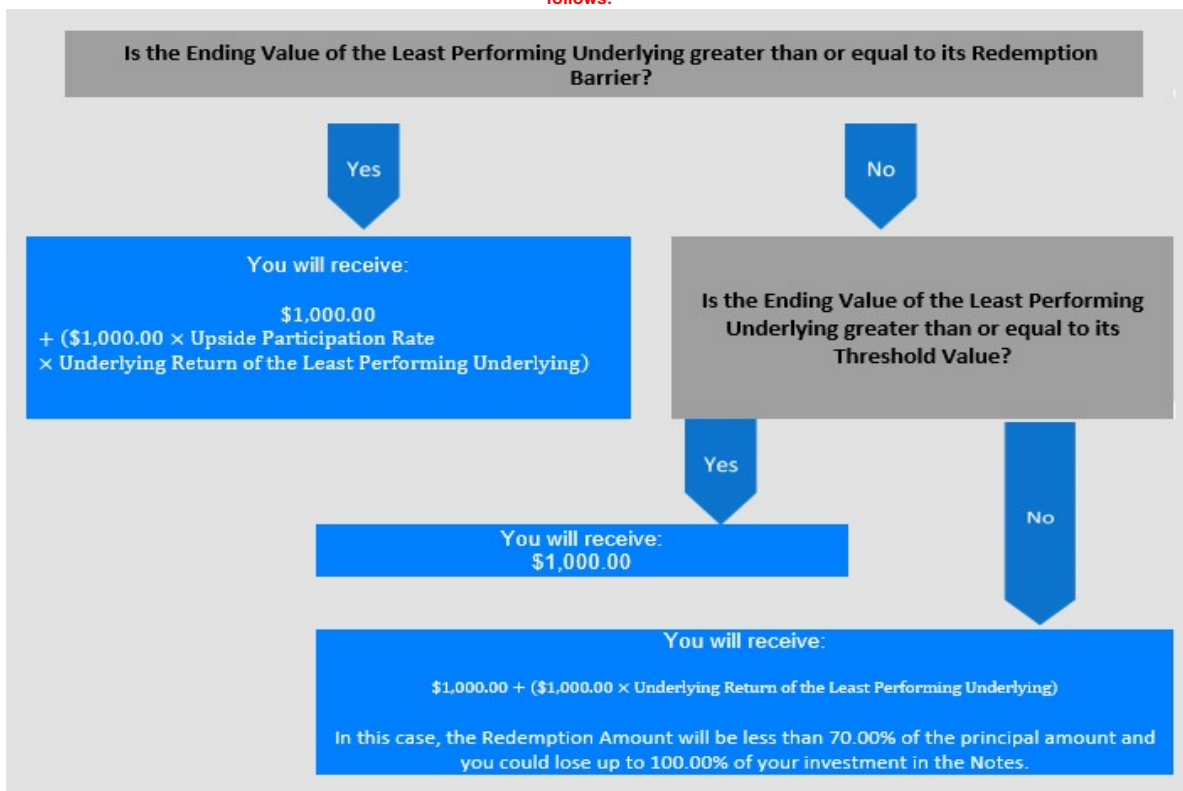 follows:
Is the Ending Value of the Least Performing Underlying greater than or equal to its Redemption
Barrier?
Yes
No
You will receive:
$1,000.00
+ ($1,000.00 × Upside Participation Rate
× Underlying Return of the Least Performing Underlying)
Is the Ending Value of the Least Performing
Underlying greater than or equal to its
Threshold Value?
Yes
No
You will receive:
$1,000.00
You will receive:
$1,000.00 + ($1,000.00 × Underlying Return of the Least Performing Underlying)
In this case, the Redemption Amount will be less than 70.00% of the principal amount and
you could lose up to 100.00% of your investment in the Notes.